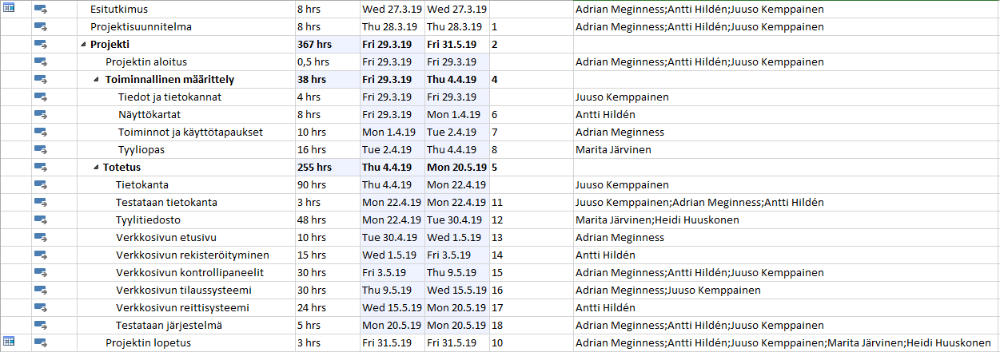 Esitutkimus 8 hrs Wed 27.3.19 Wed 27.3.19 Adrian Meginness;Antti Hildén;Juuso Kemppainen
Projektisuunnitelma 8 hrs Thu 28.3.19 Thu 28.3.19 1 Adrian Meginness;Antti Hildén;Juuso Kemppainen
Projekti 367 hrs Fri 29.3.19 Fri 31.5.19 2
Projektin aloitus 0,5 hrs Fri 29.3.19 Fri 29.3.19 Adrian Meginness;Antti Hildén;Juuso Kemppainen
Toiminnallinen määrittely 38 hrs Fri 29.3.19 Thu 4.4.19 4
Tiedot ja tietokannat 4 hrs Fri 29.3.19 Fri 29.3.19 Juuso Kemppainen
Näyttökartat 8 hrs Fri 29.3.19 Mon 1.4.19 6 Antti Hildén
Toiminnot ja käyttötapaukset 10 hrs Mon 1.4.19 Tue 2.4.19 7 Adrian Meginness
Tyyliopas 16 hrs Tue 2.4.19 Thu 4.4.19 8 Marita Järvinen
Totetus 255 hrs Thu 4.4.19 Mon 20.5.19 5
Tietokanta 90 hrs Thu 4.4.19 Mon 22.4.19 Juuso Kemppainen
Testataan tietokanta 3 hrs Mon 22.4.19 Mon 22.4.19 11 Juuso Kemppainen;Adrian Meginness;Antti Hildén
Tyylitiedosto 48 hrs Mon 22.4.19 Tue 30.4.19 12 Marita Järvinen;Heidi Huuskonen
Verkkosivun etusivu 10 hrs Tue 30.4.19 Wed 1.5.19 13 Adrian Meginness
Verkkosivun rekisteröityminen 15 hrs Wed 1.5.19 Fri 3.5.19 14 Antti Hildén
Verkkosivun kontrollipaneelit 30 hrs Fri 3.5.19 Thu 9.5.19 15 Adrian Meginness;Antti Hildén;Juuso Kemppainen
Verkkosivun tilaussysteemi 30 hrs Thu 9.5.19 Wed 15.5.19 16 Adrian Meginness;Juuso Kemppainen
Verkkosivun reittisysteemi 24 hrs Wed 15.5.19 Mon 20.5.19 17 Antti Hildén
Testataan järjestelmä 5 hrs Mon 20.5.19 Mon 20.5.19 18 Adrian Meginness;Antti Hildén;Juuso Kemppainen
Projektin lopetus 3 hrs Fri 31.5.19 Fri 31.5.19 10 Adrian Meginness;Antti Hildén;Juuso Kemppainen;Marita Järvinen;Heidi Huuskonen